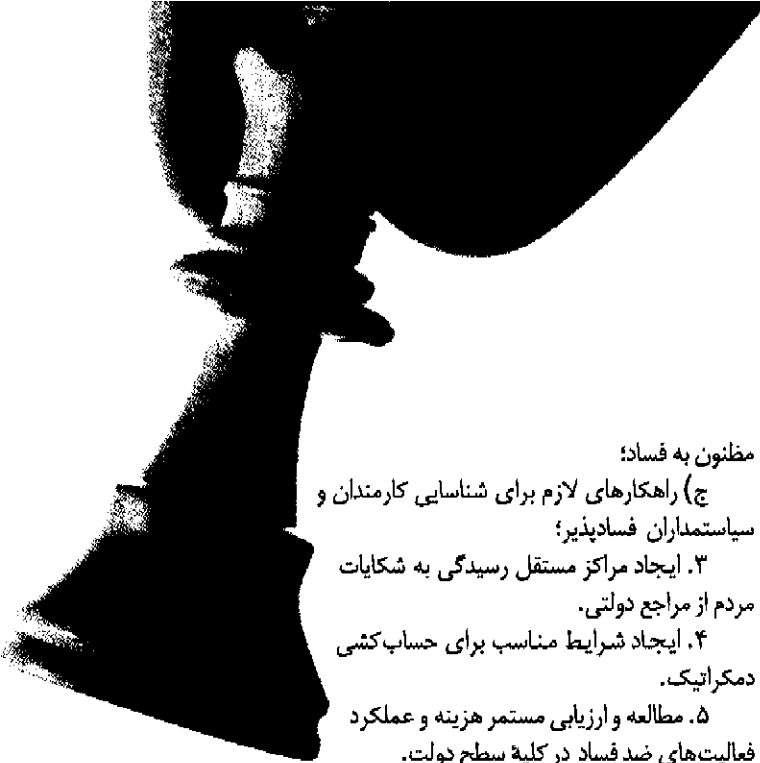 مظنون به فساد؛
ج) راهکارهای لازم برای شناسایی کارمندان و
سیاستمداران فسادپذیر؛
۳. ایجاد مراکز مستقل رسیدگی به شکایات
مردم از مراجع دولتی.
۴. ایجاد شرایط مناسب برای حساب‌کشی
دمکراتیک.
۵. مطالعه و ارزیابی مستمر هزینه و عملکرد
فعالیت‌های ضد فساد در کلیۀ سطح دولت.